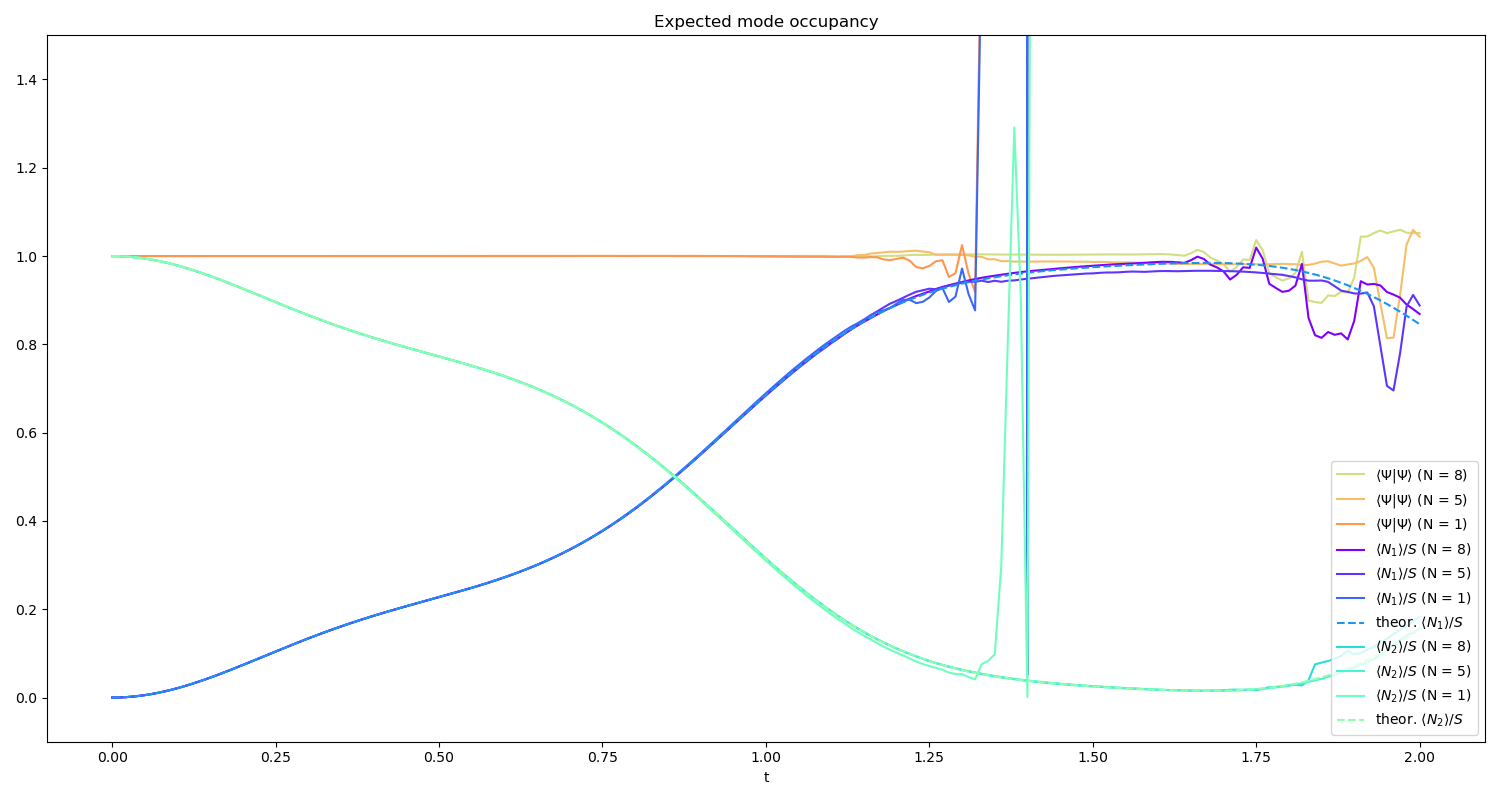 Expected mode occupancy
1.4
1.2
1.0
0.8
0.6
0.4
0.2
0.0
0.00 0.25 0.50 0.75 1.00 1.25 1.50 1.75 2.00
t
⟨Ψ|Ψ⟩ (N = 8)
⟨Ψ|Ψ⟩ (N = 5)
⟨Ψ|Ψ⟩ (N = 1)
⟨N₁⟩/S (N = 8)
⟨N₁⟩/S (N = 5)
⟨N₁⟩/S (N = 1)
theor. ⟨N₁⟩/S
⟨N₂⟩/S (N = 8)
⟨N₂⟩/S (N = 5)
⟨N₂⟩/S (N = 1)
theor. ⟨N₂⟩/S